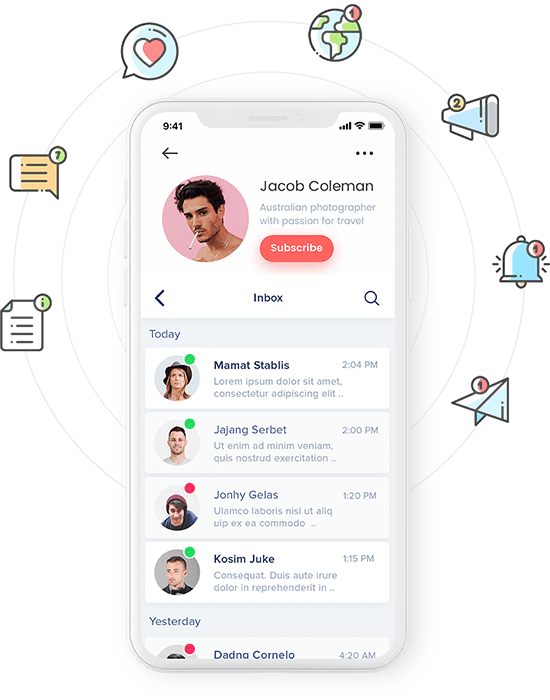 1
2
7
1
i
1
9:41
Jacob Coleman
Australian photographer
with passion for travel
Subscribe
Inbox
Today
Mamat Stablis 2:04 PM
Lorem ipsum dolor sit amet,
consectetur adipiscing elit ..
Jajang Serbet 2:00 PM
Ut enim ad minim veniam,
quis nostrud exercitation ..
Jonhy Gelas 1:20 PM
Ulamco laboris nisi ut aliq
uip ex ea commodo ..
Kosim Juke 1:15 PM
Consequat. Duis aute irure
dolor in reprehenderit in ..
Yesterday
Dadng Cornelo 4:20 AM